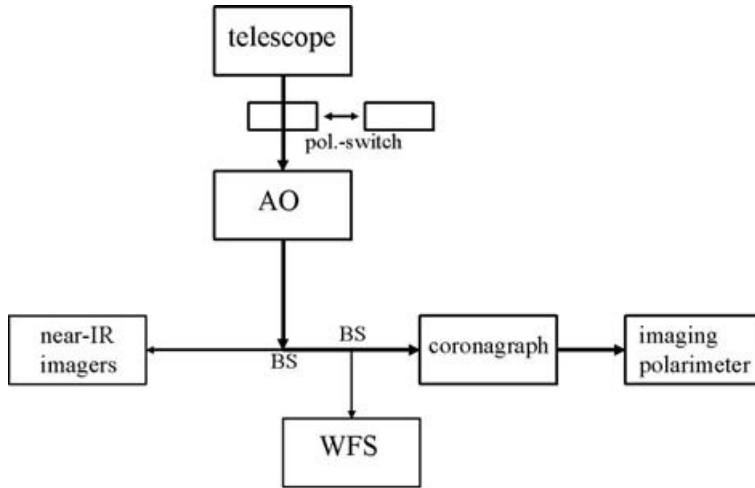 telescope
pol.-switch
AO
near-IR
imagers
BS
BS
coronagraph
imaging
polarimeter
WFS